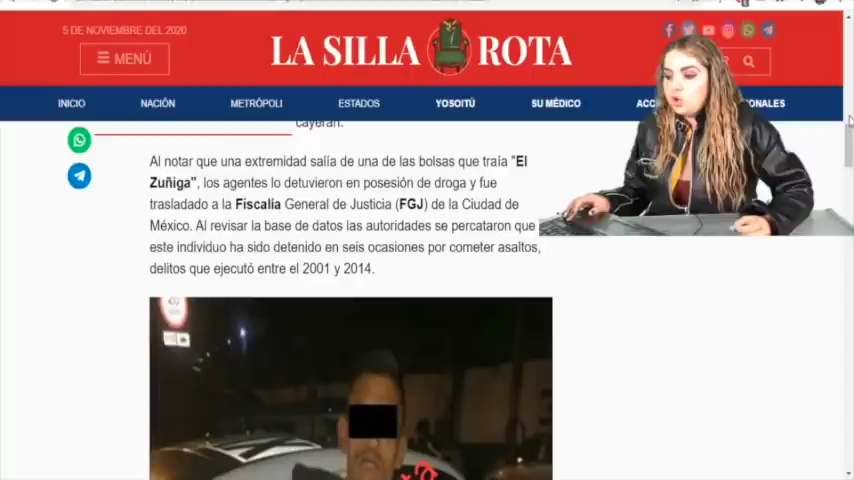 5 DE NOVIEMBRE DEL 2020
MENÚ
LA SILLA ROTA
INICIO NACIÓN METRÓPOLI ESTADOS YOSOITÚ SU MÉDICO
cayeran.
Al notar que una extremidad salía de una de las bolsas que traía "El
Zuñiga", los agentes lo detuvieron en posesión de droga y fue
trasladado a la Fiscalía General de Justicia (FGJ) de la Ciudad de
México. Al revisar la base de datos las autoridades se percataron que
este individuo ha sido detenido en seis ocasiones por cometer asaltos,
delitos que ejecutó entre el 2001 y 2014.